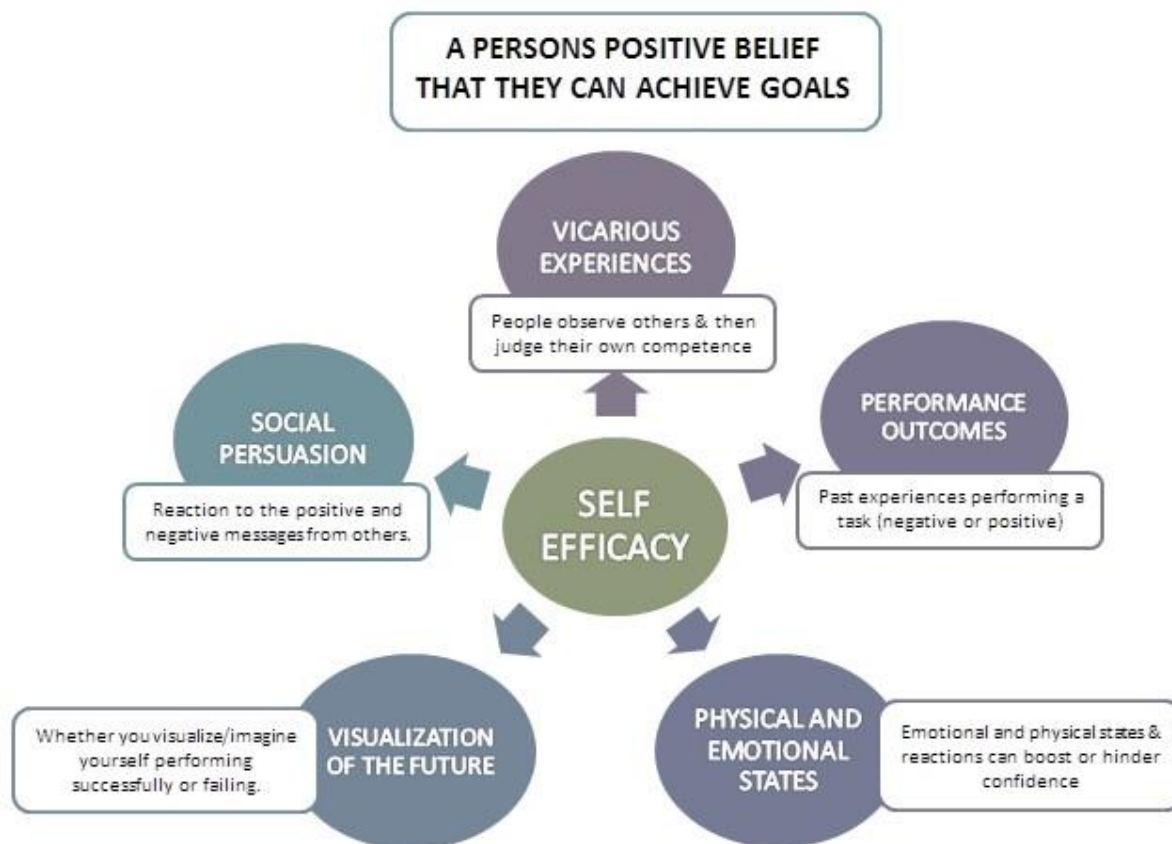 A PERSONS POSITIVE BELIEF
THAT THEY CAN ACHIEVE GOALS
VICARIOUS
EXPERIENCES
People observe others & then
judge their own competence
SOCIAL
PERSUASION
Reaction to the positive and
negative messages from others.
PERFORMANCE
OUTCOMES
Past experiences performing a
task (negative or positive)
SELF
EFFICACY
VISUALIZATION
OF THE FUTURE
Whether you visualize/imagine
yourself performing
successfully or failing.
PHYSICAL AND
EMOTIONAL
STATES
Emotional and physical states &
reactions can boost or hinder
confidence